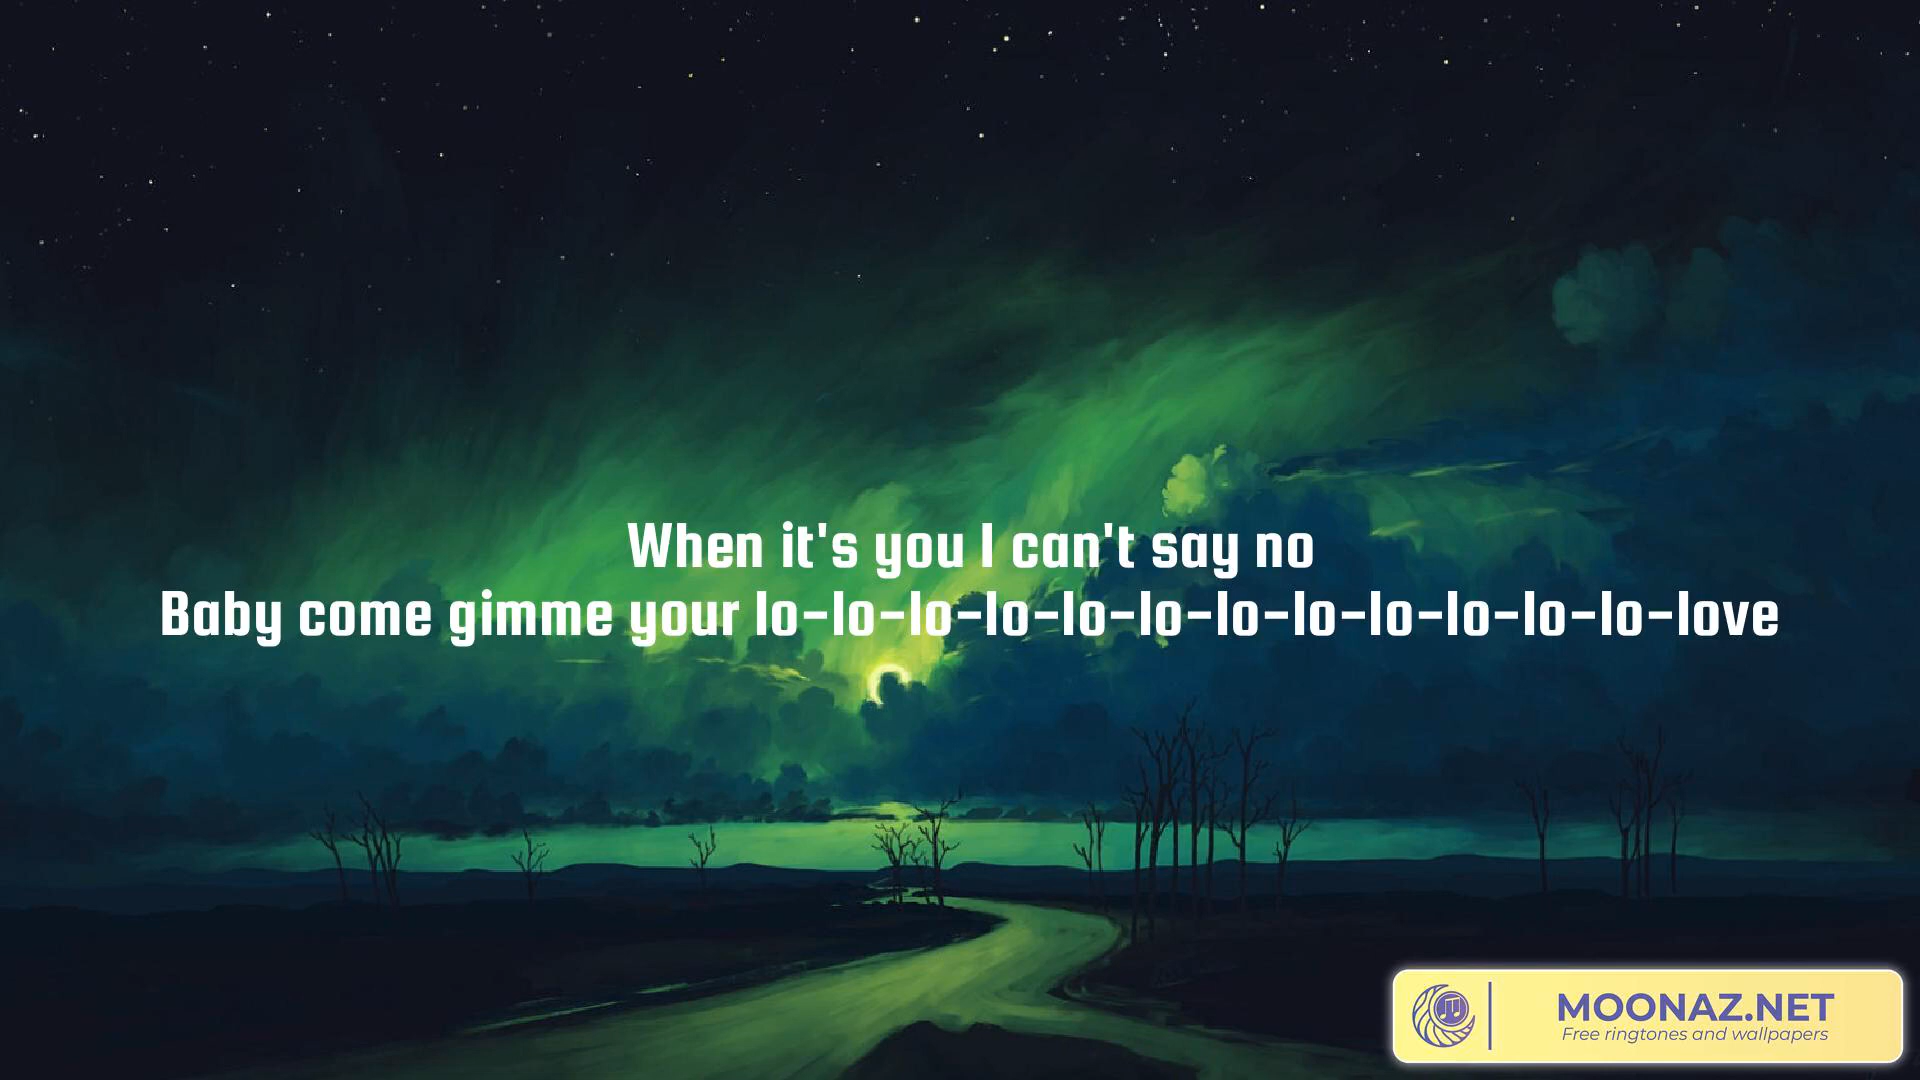 When it's you I can't say no
Baby come gimme your lo-lo-lo-lo-lo-lo-lo-lo-lo-lo-lo-lo-love
MOONAZ.NET
Free ringtones and wallpapers